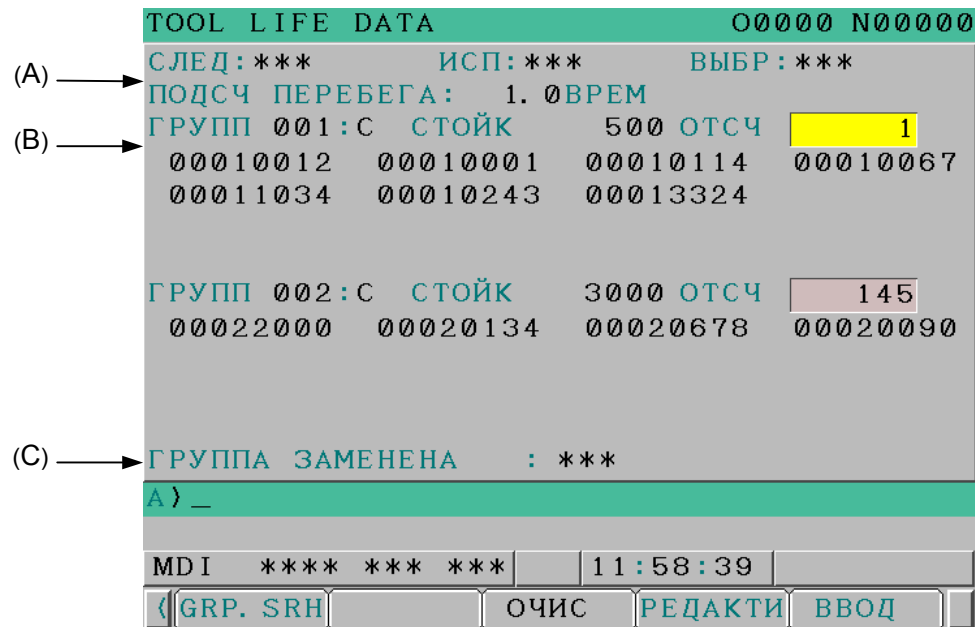 TOOL LIFE DATA O0000 N00000
(A) СЛЕД:*** ИСП:*** ВЫБР:***
ПОДСЧ ПЕРЕБЕГА: 1.0ВРЕМ
(B) ГРУПП 001:C СТОЙК 500 ОТСЧ 1
00010012 00010001 00010114 00010067
00011034 00010243 00013324
ГРУПП 002:C СТОЙК 3000 ОТСЧ 145
00022000 00020134 00020678 00020090
(C) ГРУППА ЗАМЕНЕНА : ***
A)_
MDI **** *** *** 11:58:39
( GRP. SRH ОЧИС РЕДАКТИ ВВОД